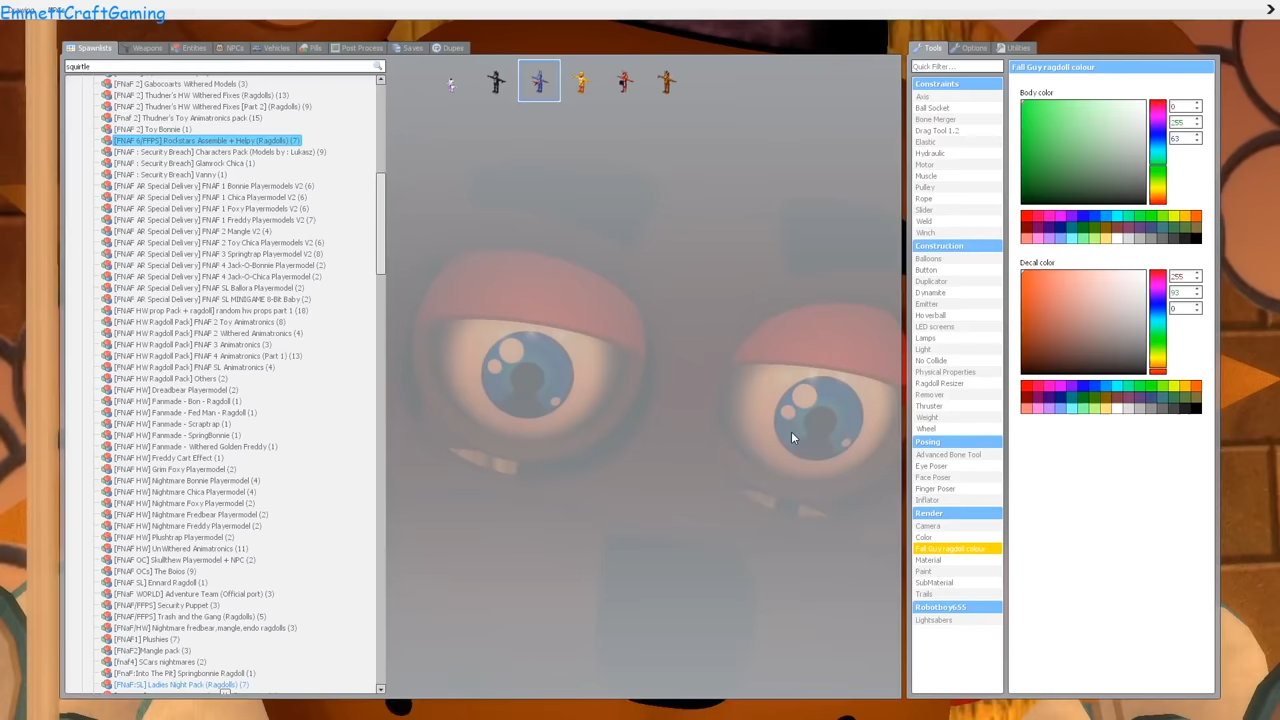 EmmettCraftGaming
Spawnlists Weapons Entities NPCs Vehicles Pills Post Process Saves Dupes
squirtle
[FNaF 2] Gabocoarts Withered Models (3)
[FNAF 2] Thudner's HW Withered Fixes (Ragdolls) (13)
[FNAF 2] Thudner's HW Withered Fixes [Part 2] (Ragdolls) (9)
[Fnaf 2] Thudner's Toy Animatronics pack (15)
[FNAF 2] Toy Bonnie (1)
[FNAF 6/FFPS] Rockstars Assemble + Helpy (Ragdolls) (7)
[FNAF : Security Breach] Characters Pack (Models by : Lukasz) (9)
[FNAF : Security Breach] Glamrock Chica (1)
[FNAF : Security Breach] Vanny (1)
[FNAF AR Special Delivery] FNAF 1 Bonnie Playermodels V2 (6)
[FNAF AR Special Delivery] FNAF 1 Chica Playermodel V2 (6)
[FNAF AR Special Delivery] FNAF 1 Foxy Playermodels V2 (6)
[FNAF AR Special Delivery] FNAF 1 Freddy Playermodels V2 (7)
[FNAF AR Special Delivery] FNAF 2 Mangle V2 (4)
[FNAF AR Special Delivery] FNAF 2 Toy Chica Playermodels V2 (6)
[FNAF AR Special Delivery] FNAF 3 Springtrap Playermodel V2 (8)
[FNAF AR Special Delivery] FNAF 4 Jack-O-Bonnie Playermodel (2)
[FNAF AR Special Delivery] FNAF 4 Jack-O-Chica Playermodel (2)
[FNAF AR Special Delivery] FNAF SL Ballora Playermodel (2)
[FNAF AR Special Delivery] FNAF SL MINIGAME 8-Bit Baby (2)
[FNAF HW prop Pack + ragdoll] random hw props part 1 (18)
[FNAF HW Ragdoll Pack] FNAF 2 Toy Animatronics (8)
[FNAF HW Ragdoll Pack] FNAF 2 Withered Animatronics (4)
[FNAF HW Ragdoll Pack] FNAF 3 Animatronics (3)
[FNAF HW Ragdoll Pack] FNAF 4 Animatronics (Part 1) (13)
[FNAF HW Ragdoll Pack] FNAF SL Animatronics (4)
[FNAF HW Ragdoll Pack] Others (2)
[FNAF HW] Dreadbear Playermodel (2)
[FNAF HW] Fanmade - Bon - Ragdoll (1)
[FNAF HW] Fanmade - Fed Man - Ragdoll (1)
[FNAF HW] Fanmade - Scraptrap (1)
[FNAF HW] Fanmade - SpringBonnie (1)
[FNAF HW] Fanmade - Withered Golden Freddy (1)
[FNAF HW] Freddy Cart Effect (1)
[FNAF HW] Grim Foxy Playermodel (2)
[FNAF HW] Nightmare Bonnie Playermodel (4)
[FNAF HW] Nightmare Chica Playermodel (4)
[FNAF HW] Nightmare Foxy Playermodel (2)
[FNAF HW] Nightmare Fredbear Playermodel (2)
[FNAF HW] Nightmare Freddy Playermodel (2)
[FNAF HW] Plushtrap Playermodel (2)
[FNAF HW] UnWithered Animatronics (11)
[FNAF OC] Skullthew Playermodel + NPC (2)
[FNAF OCs] The Boios (9)
[FNAF SL] Ennard Ragdoll (1)
[FNAF WORLD] Adventure Team (Official port) (3)
[FNAF/FFPS] Security Puppet (3)
[FNAF/FFPS] Trash and the Gang (Ragdolls) (5)
[FNaF/HW] Nightmare fredbear,mangle,endo ragdolls (3)
[FNAF1] Plushies (7)
[FNaF2]Mangle pack (3)
[fnaf4] SCars nightmares (2)
[FnaF:Into The Pit] Springbonnie Ragdoll (1)
[FNaF:SL] Ladies Night Pack (Ragdolls) (7)
Tools Options Utilities
Quick Filter...
Constraints
Axis
Ball Socket
Bone Merger
Drag Tool 1.2
Elastic
Hydraulic
Motor
Muscle
Pulley
Rope
Slider
Weld
Winch
Construction
Balloons
Button
Duplicator
Dynamite
Emitter
Hoverball
LED screens
Lamps
Light
No Collide
Physical Properties
Ragdoll Resizer
Remover
Thruster
Weight
Wheel
Posing
Advanced Bone Tool
Eye Poser
Face Poser
Finger Poser
Inflator
Render
Camera
Color
Fall Guy ragdoll colour
Material
Paint
SubMaterial
Trails
Robotboy655
Lightsabers
Fall Guy ragdoll colour
Body color
0
255
63
Decal color
255
93
0